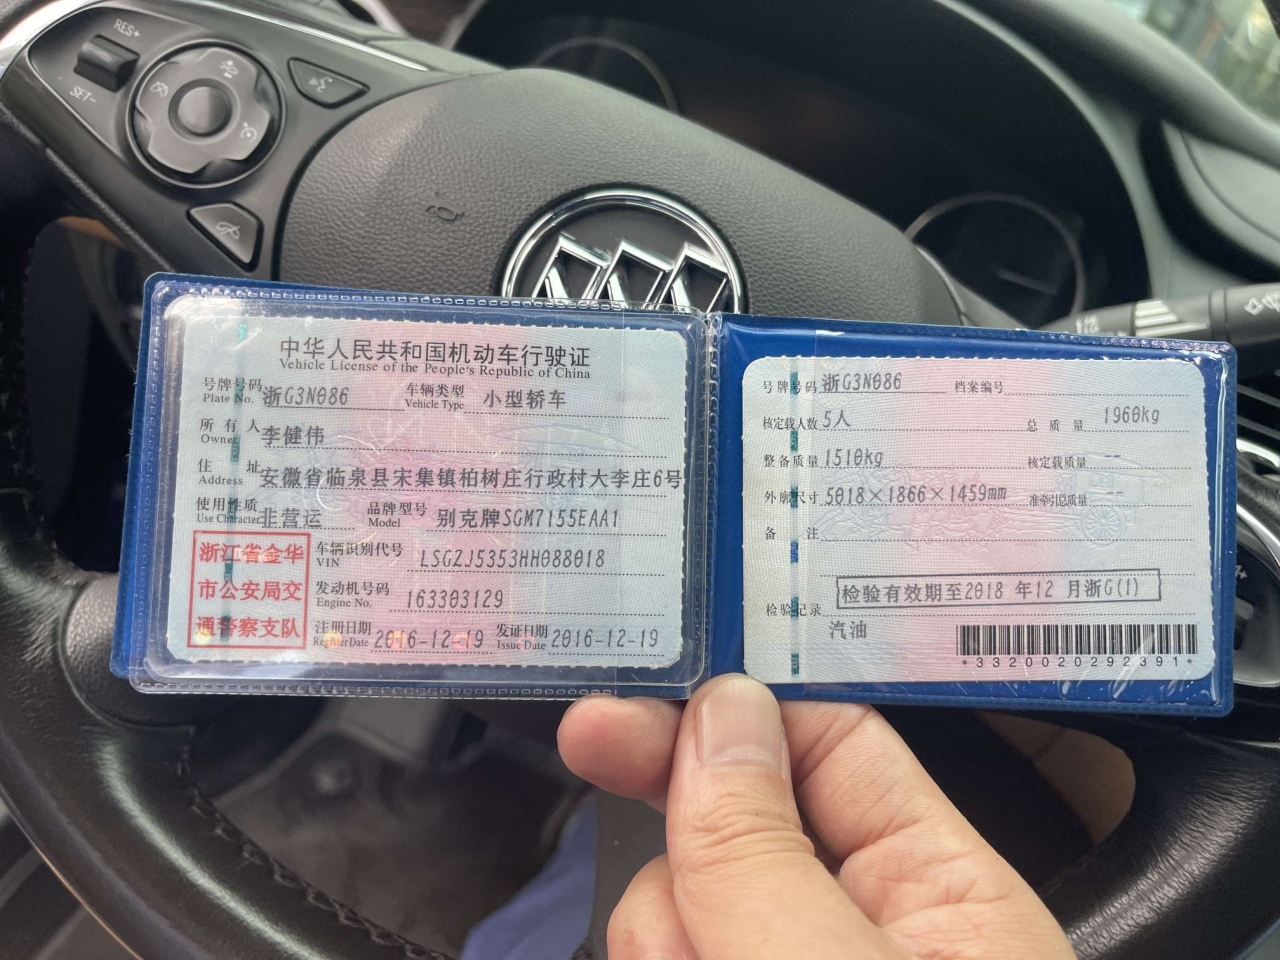 RES+
SET-
中华人民共和国机动车行驶证
Vehicle License of the People's Republic of China
号牌号码 浙G3N086 车辆类型 小型轿车
Plate No. Vehicle Type
所有人 李健伟
Owner
住址 安徽省临泉县宋集镇柏树庄行政村大李庄6号
Address
使用性质 非营运 品牌型号 别克牌SGM7155EAA1
Use Character Model
浙江省金华
市公安局交
通警察支队
车辆识别代号 LSGZJ5353HH088018
VIN
发动机号码 163303129
Engine No.
注册日期 2016-12-19 发证日期 2016-12-19
Register Date Issue Date
号牌号码 浙G3N086 档案编号
核定载人数 5人 总质量 1960kg
整备质量 1510kg 核定载质量 --
外廓尺寸 5018×1866×1459mm 准牵引总质量 --
备注
检验记录 检验有效期至2018 年12 月浙G(1)
汽油
*3320020292391*